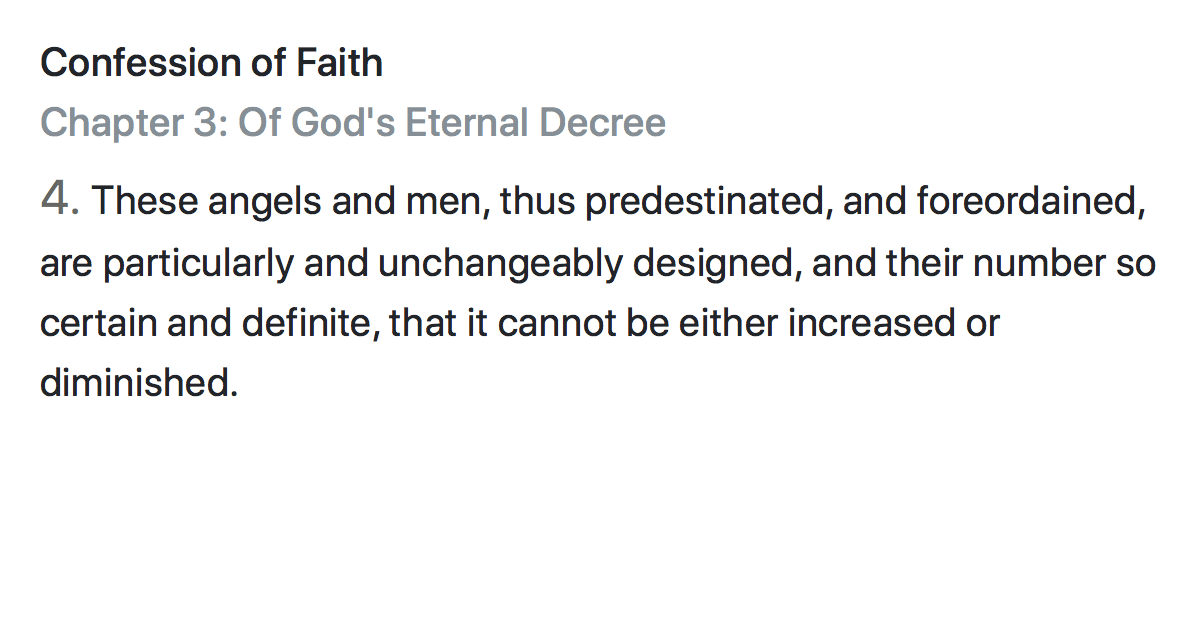 Confession of Faith
Chapter 3: Of God's Eternal Decree
4. These angels and men, thus predestinated, and foreordained,
are particularly and unchangeably designed, and their number so
certain and definite, that it cannot be either increased or
diminished.